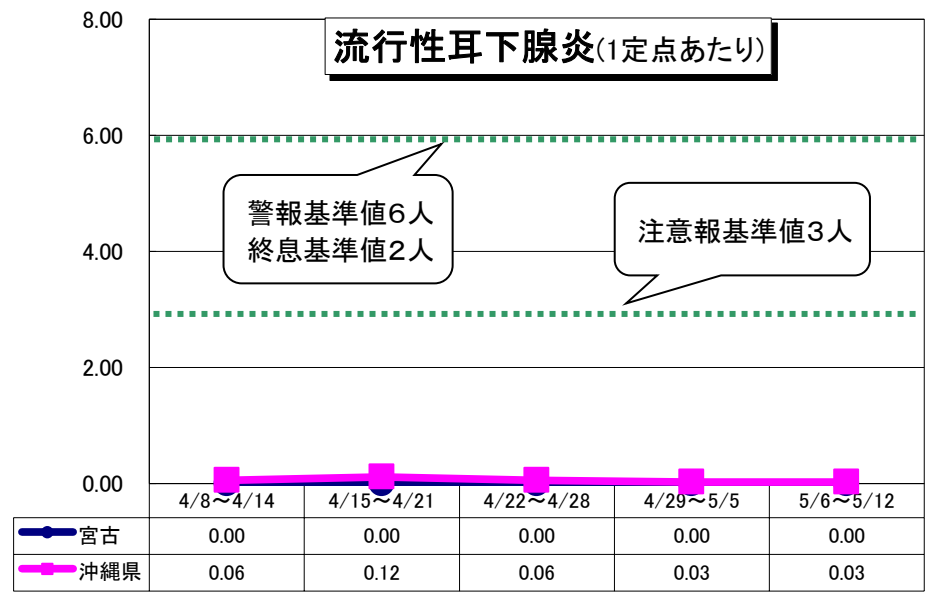 流行性耳下腺炎(1定点あたり)
8.00
6.00
警報基準値6人
終息基準値2人
注意報基準値3人
4.00
2.00
0.00
4/8～4/14 4/15～4/21 4/22～4/28 4/29～5/5 5/6～5/12
宮古 0.00 0.00 0.00 0.00 0.00
沖縄県 0.06 0.12 0.06 0.03 0.03